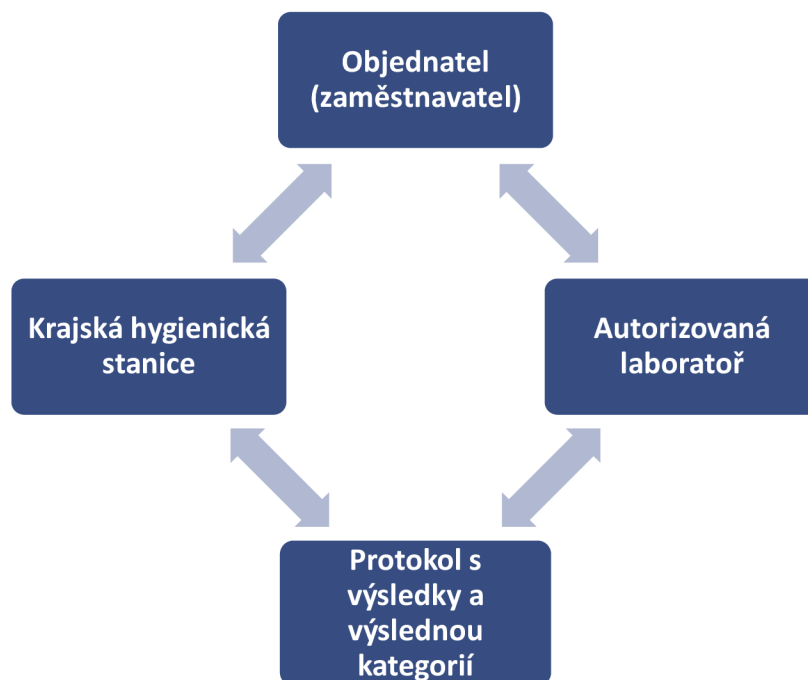 Objednatel
(zaměstnavatel)
Krajská hygienická
stanice
Autorizovaná
laboratoř
Protokol s
výsledky a
výslednou
kategorií